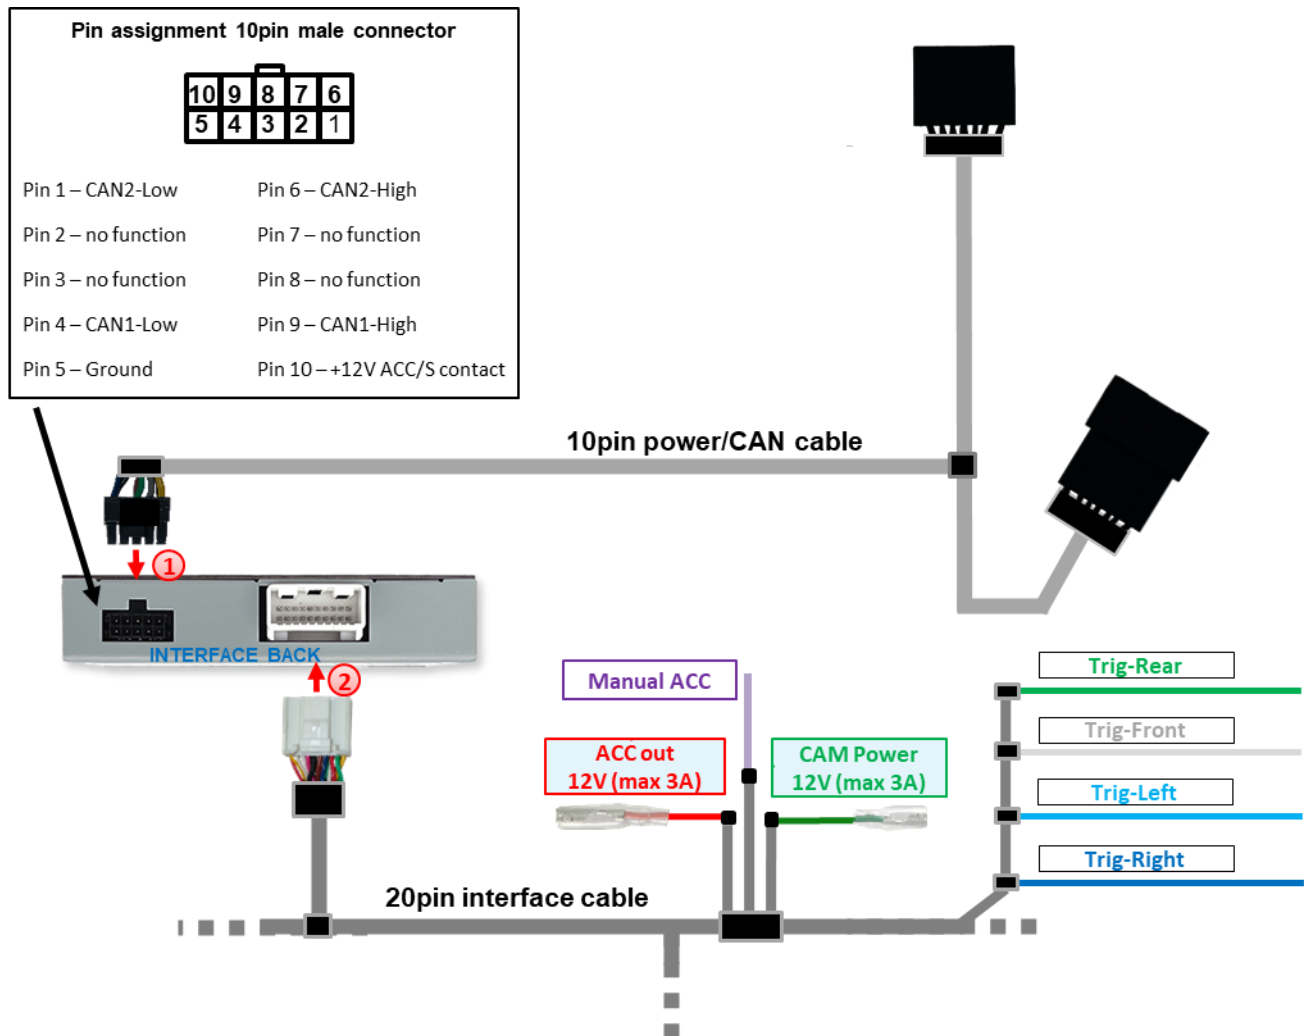 Pin assignment 10pin male connector
10 9 8 7 6
5 4 3 2 1
Pin 1 – CAN2-Low
Pin 6 – CAN2-High
Pin 2 – no function
Pin 7 – no function
Pin 3 – no function
Pin 8 – no function
Pin 4 – CAN1-Low
Pin 9 – CAN1-High
Pin 5 – Ground
Pin 10 – +12V ACC/S contact
10pin power/CAN cable
1
INTERFACE BACK
2
Manual ACC
ACC out
12V (max 3A)
CAM Power
12V (max 3A)
Trig-Rear
Trig-Front
Trig-Left
Trig-Right
20pin interface cable